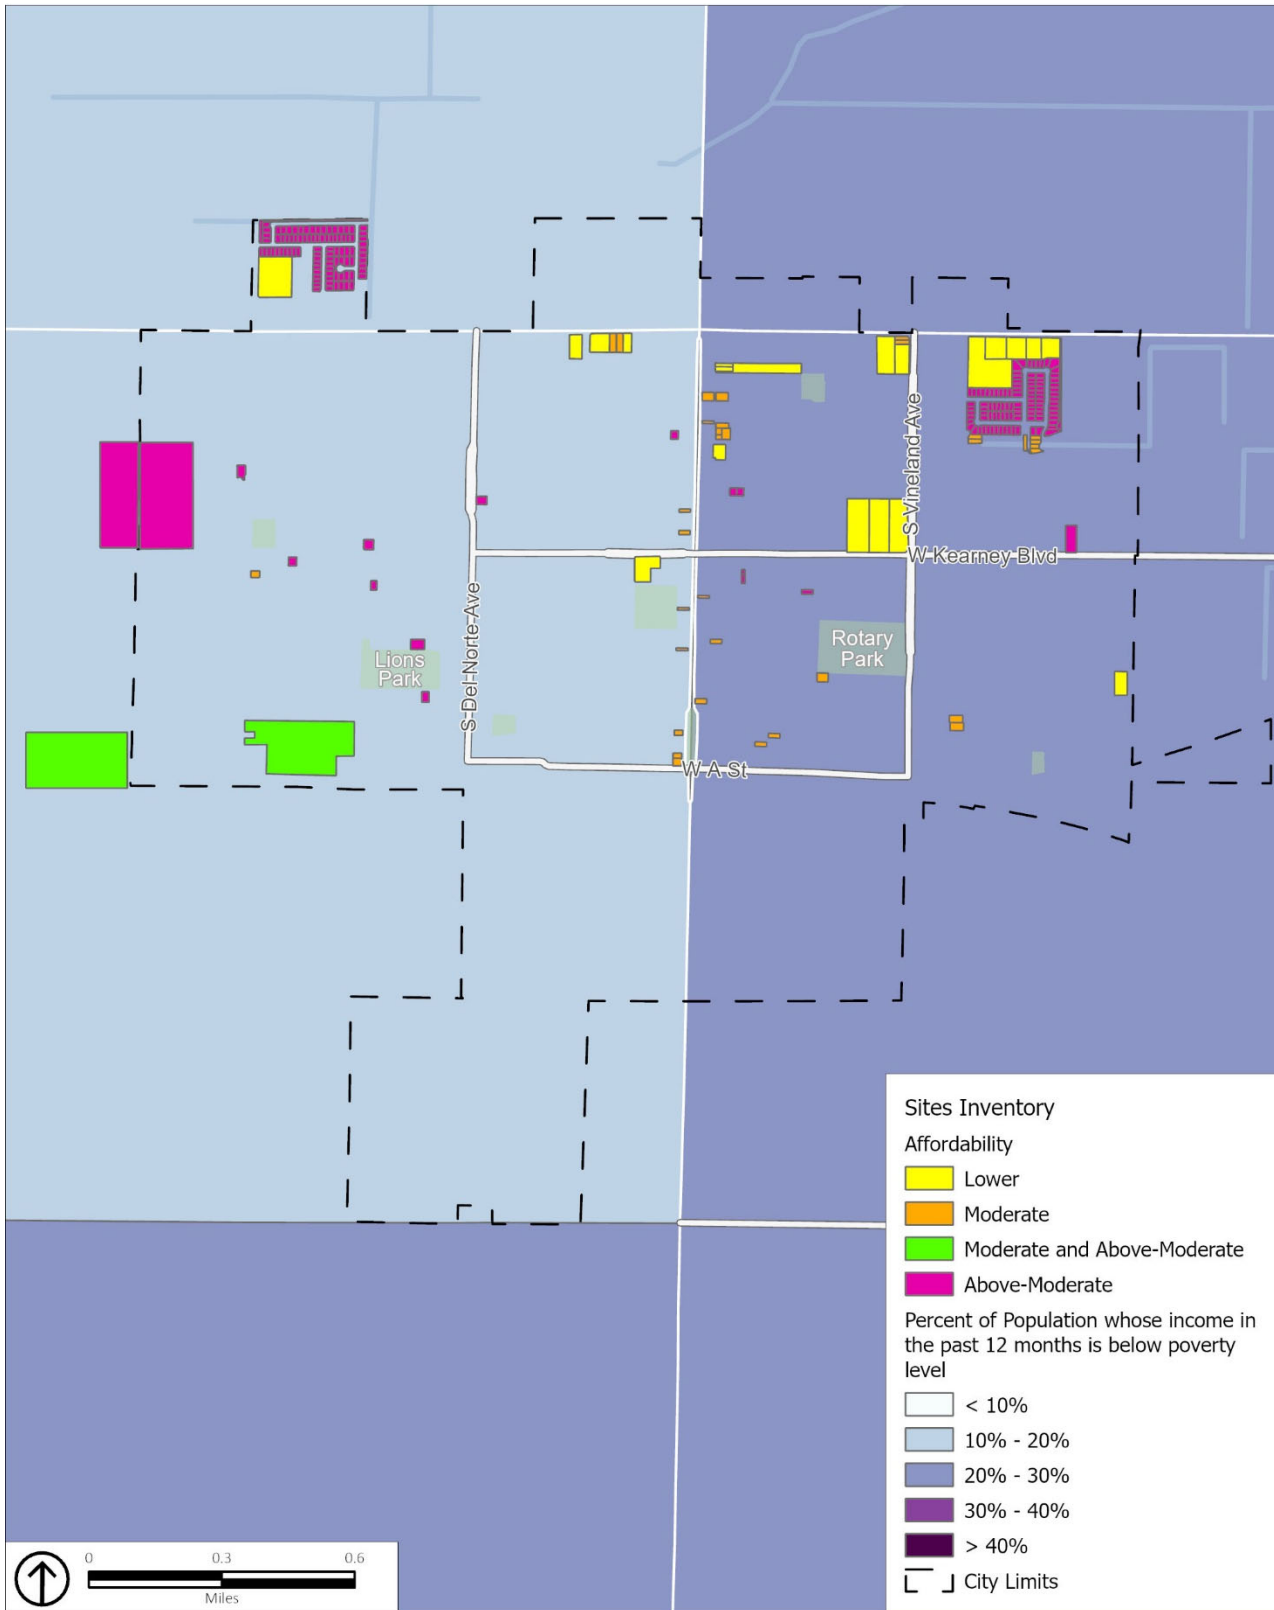 S Vineland Ave
W Kearney Blvd
S Del Norte Ave
Lions
Park
Rotary
Park
W A St
Sites Inventory
Affordability
Lower
Moderate
Moderate and Above-Moderate
Above-Moderate
Percent of Population whose income in
the past 12 months is below poverty
level
< 10%
10% - 20%
20% - 30%
30% - 40%
> 40%
City Limits
0 0.3 0.6
Miles